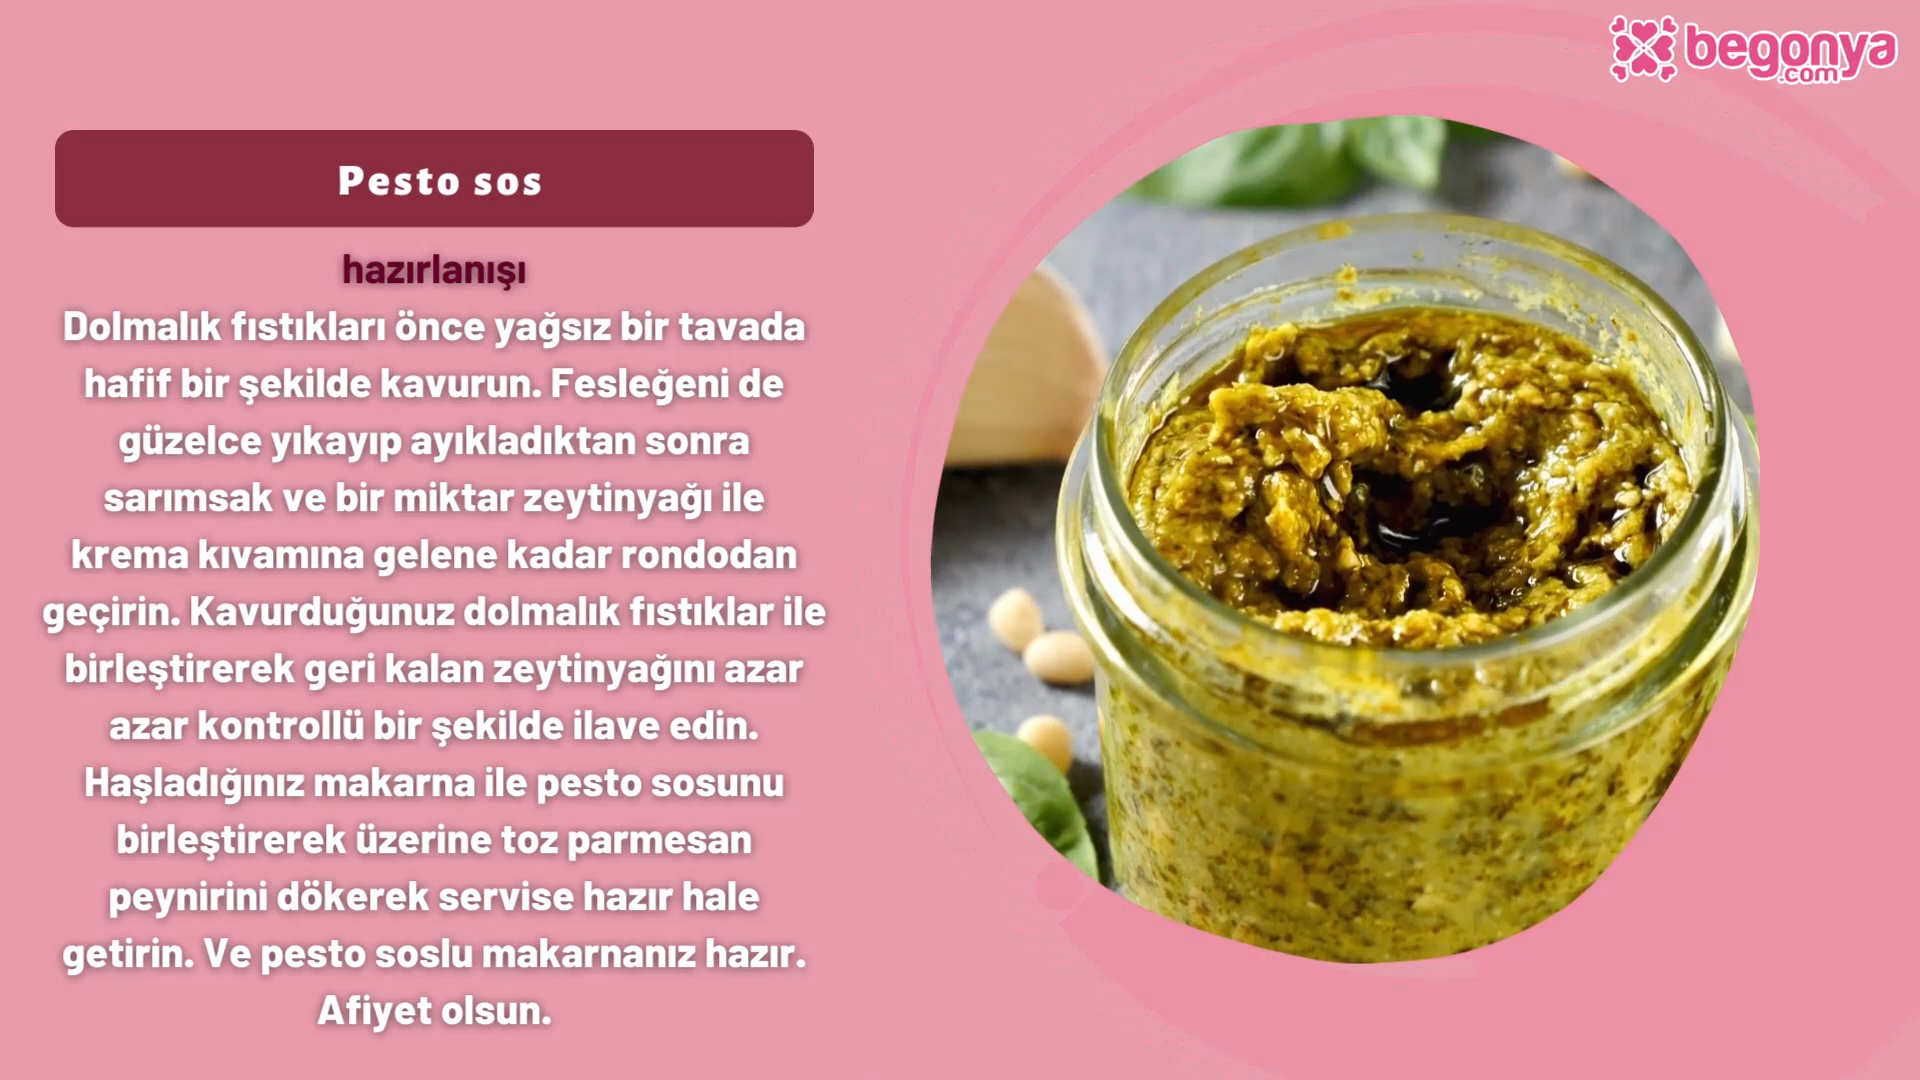 begonya
.com
Pesto sos
hazırlanışı
Dolmalık fıstıkları önce yağsız bir tavada
hafif bir şekilde kavurun. Fesleğeni de
güzelce yıkayıp ayıkladıktan sonra
sarımsak ve bir miktar zeytinyağı ile
krema kıvamına gelene kadar rondodan
geçirin. Kavurduğunuz dolmalık fıstıklar ile
birleştirerek geri kalan zeytinyağını azar
azar kontrollü bir şekilde ilave edin.
Haşladığınız makarna ile pesto sosunu
birleştirerek üzerine toz parmesan
peynirini dökerek servise hazır hale
getirin. Ve pesto soslu makarnanız hazır.
Afiyet olsun.